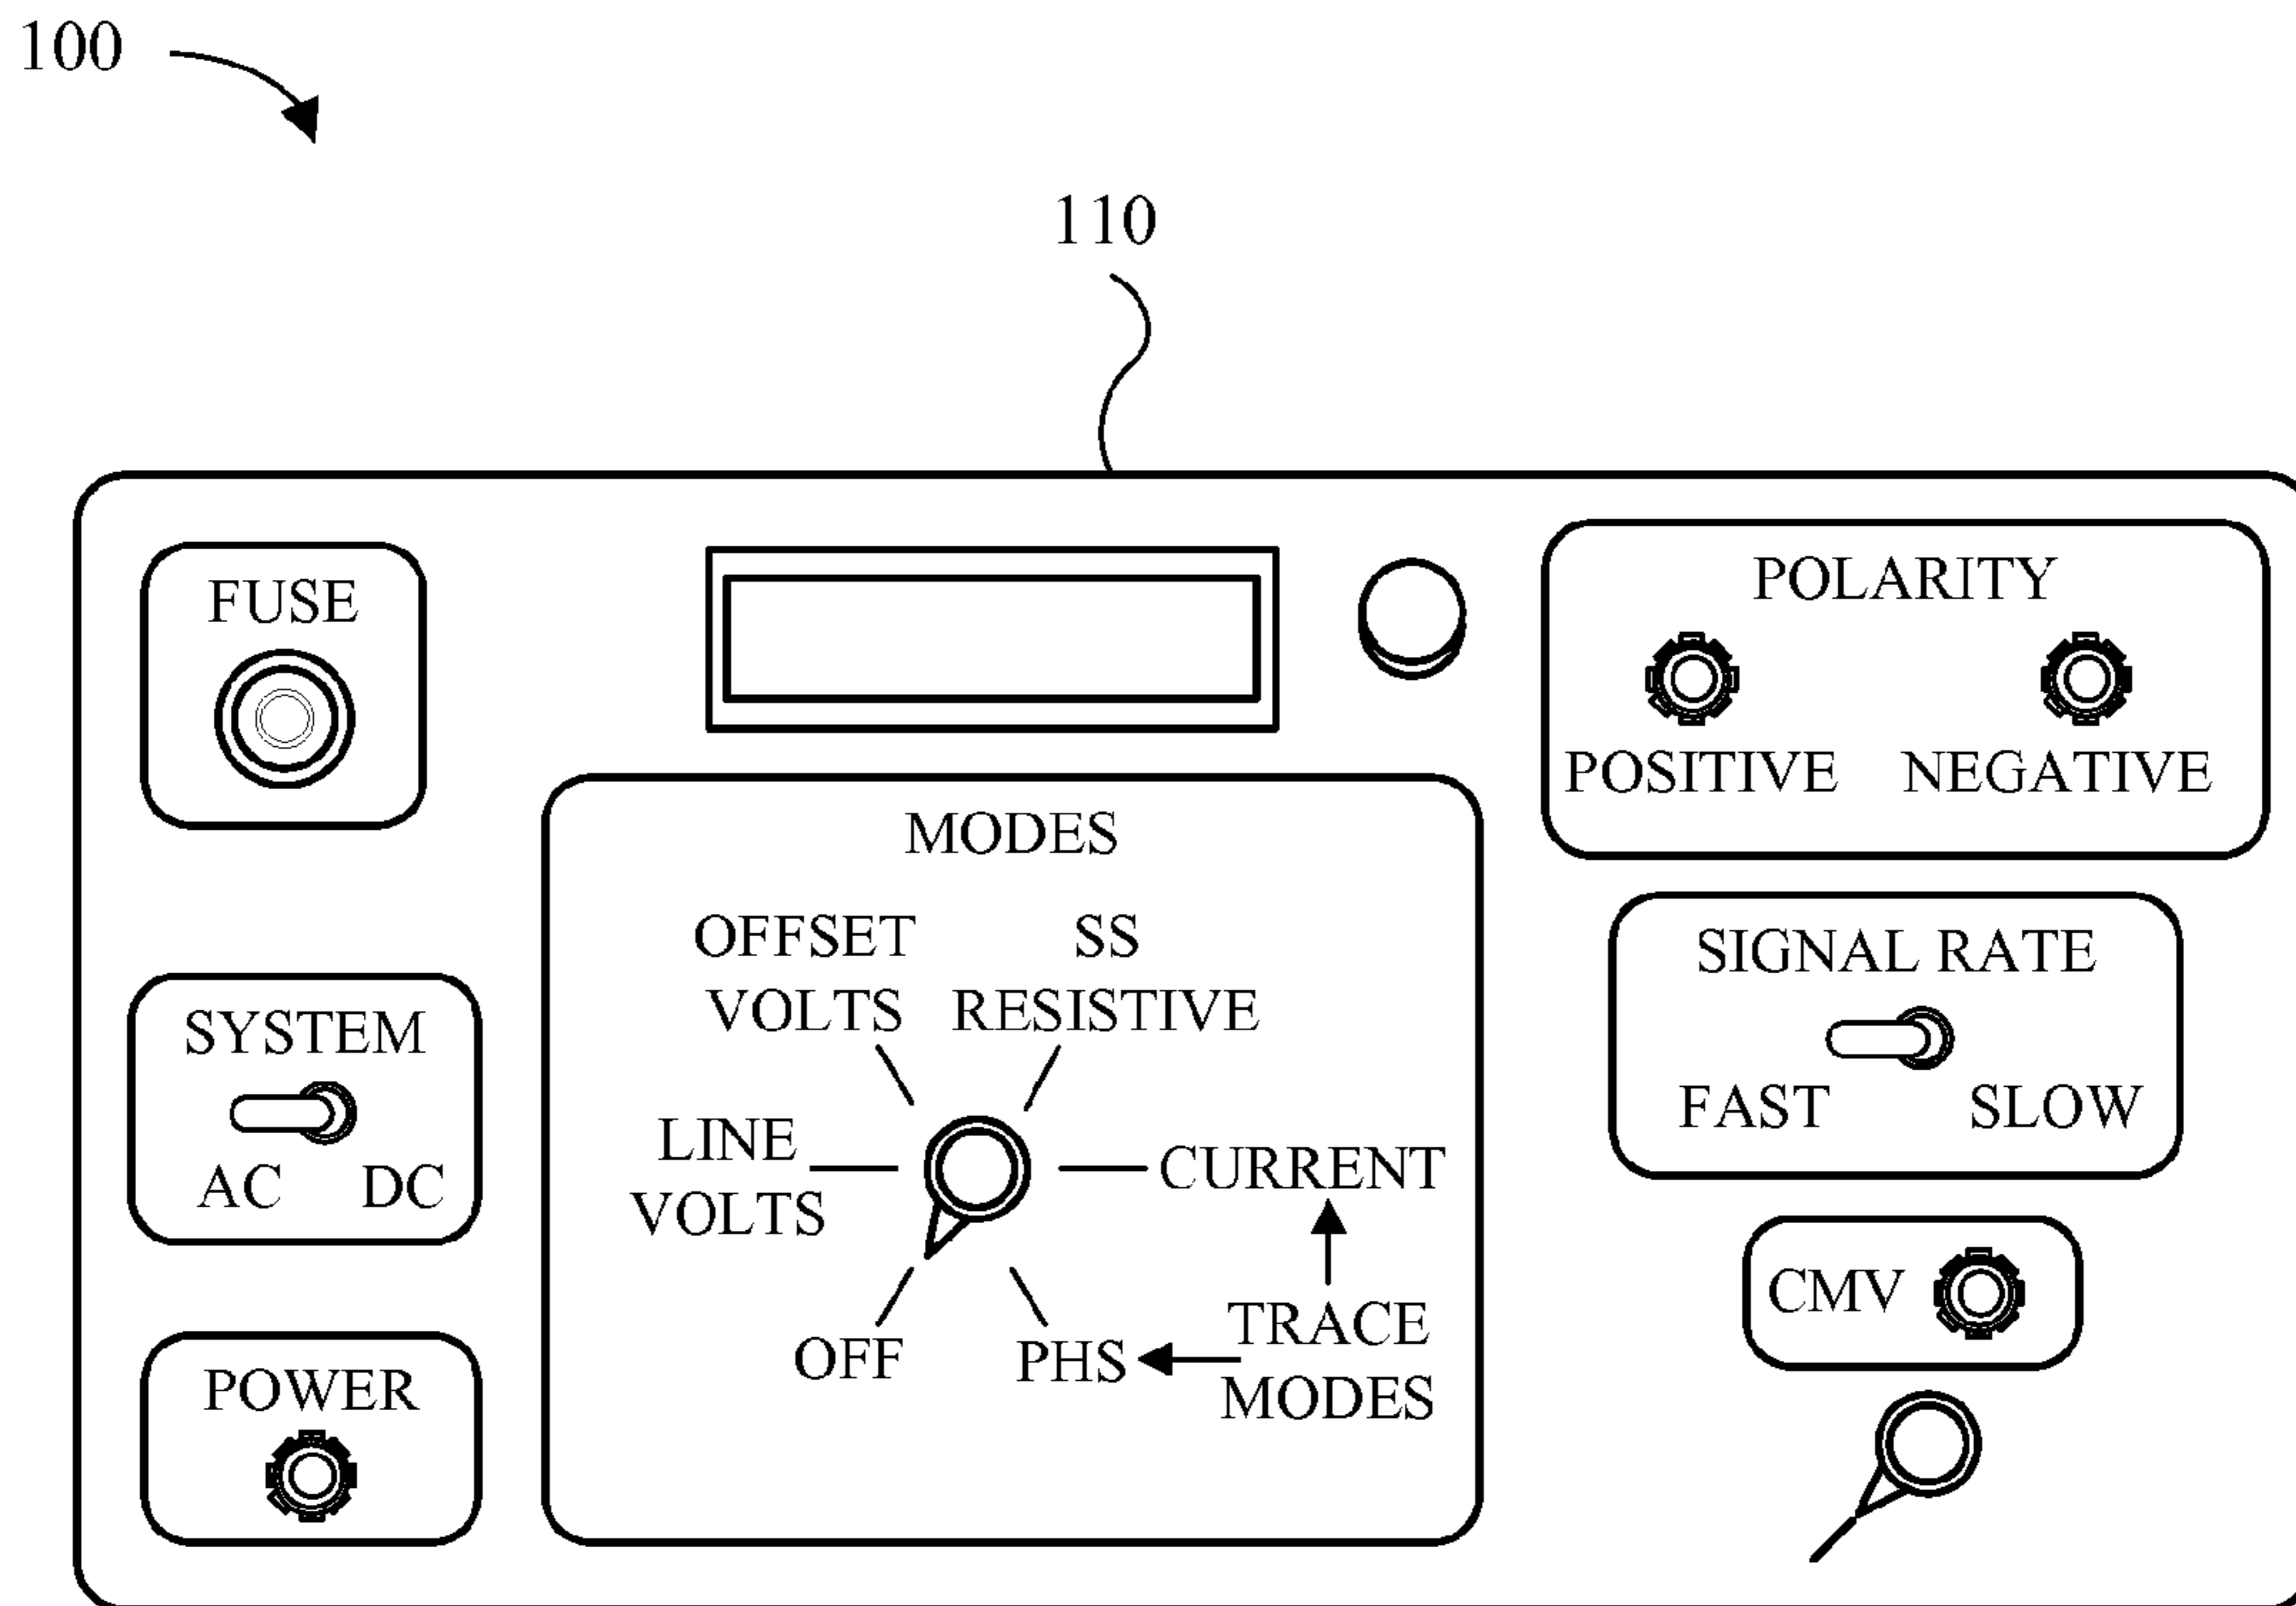 100
110
FUSE
POLARITY
POSITIVE NEGATIVE
MODES
OFFSET
VOLTS
SS
RESISTIVE
LINE
VOLTS
CURRENT
OFF
PHS
TRACE
MODES
SIGNAL RATE
FAST SLOW
SYSTEM
AC DC
CMV
POWER